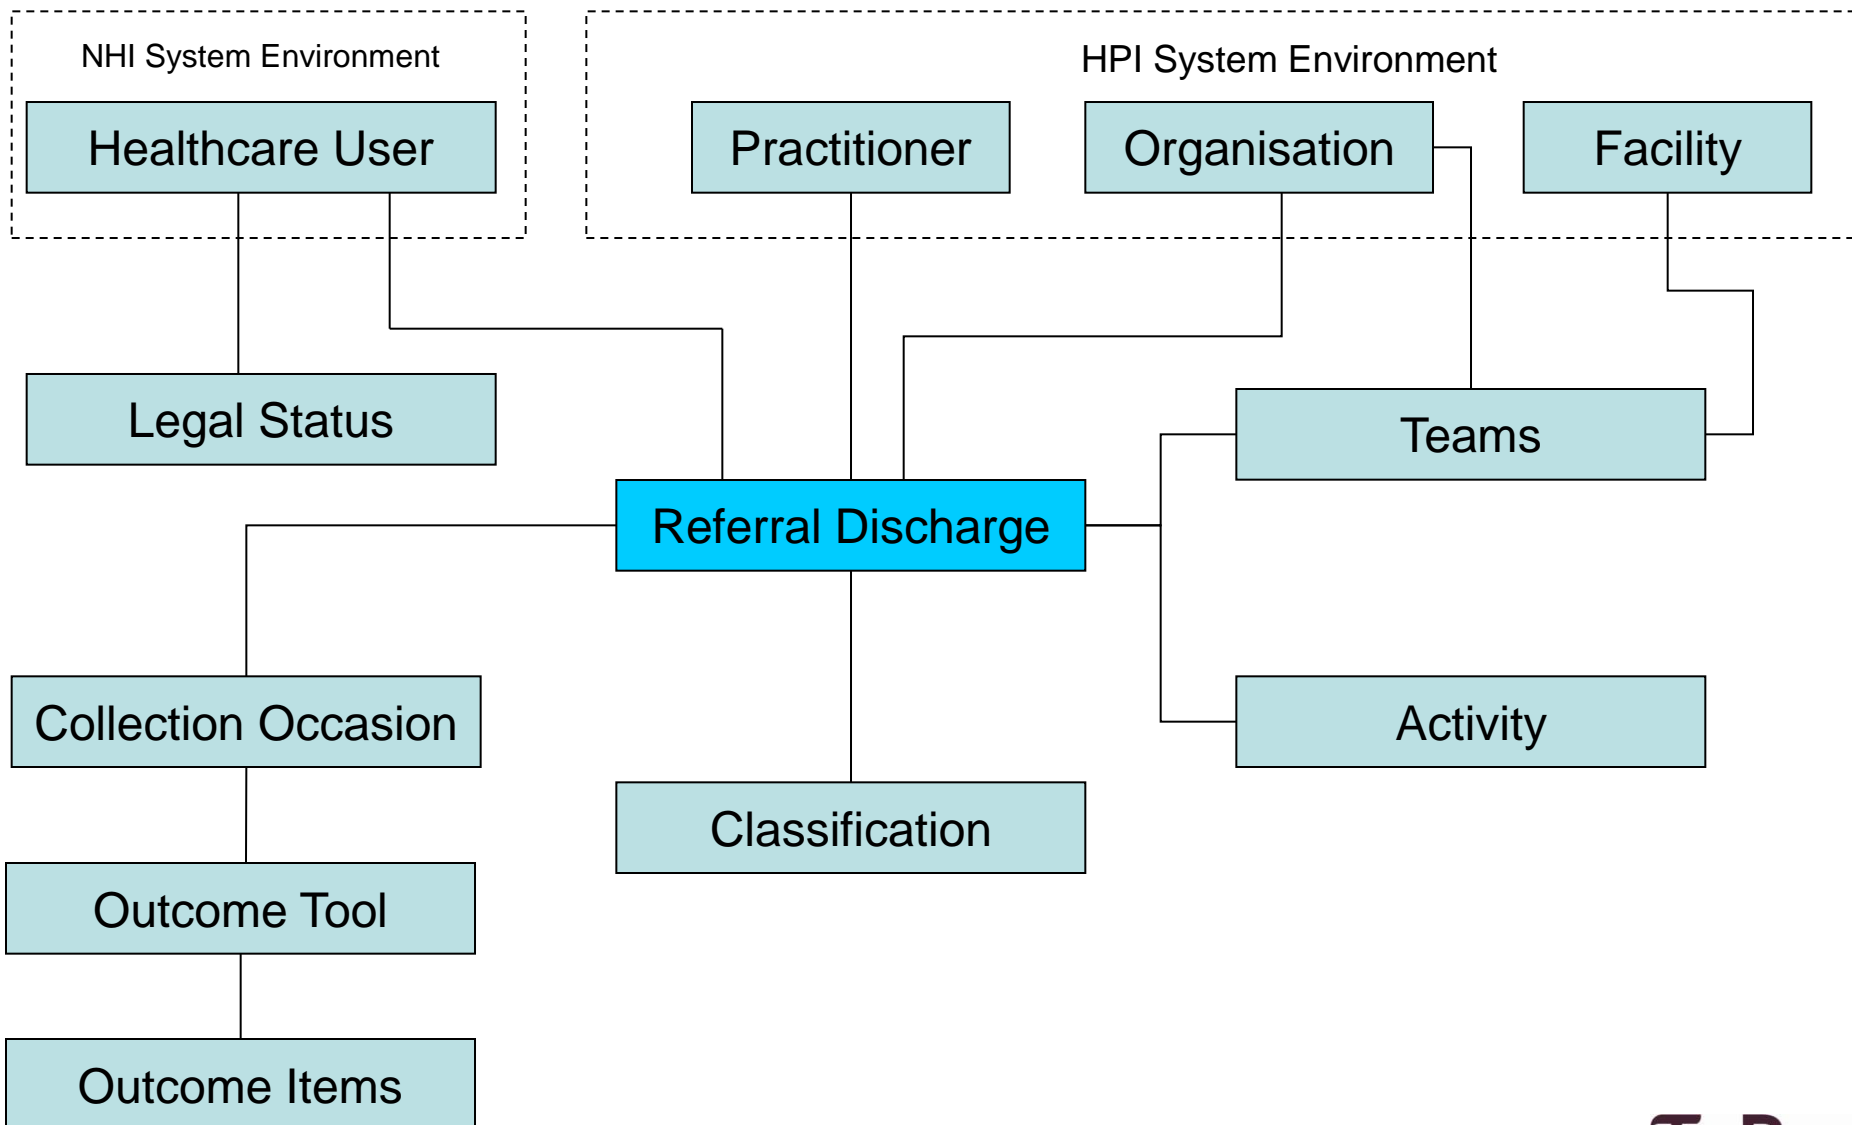 NHI System Environment
HPI System Environment
Healthcare User
Practitioner
Organisation
Facility
Legal Status
Teams
Referral Discharge
Collection Occasion
Activity
Classification
Outcome Tool
Outcome Items